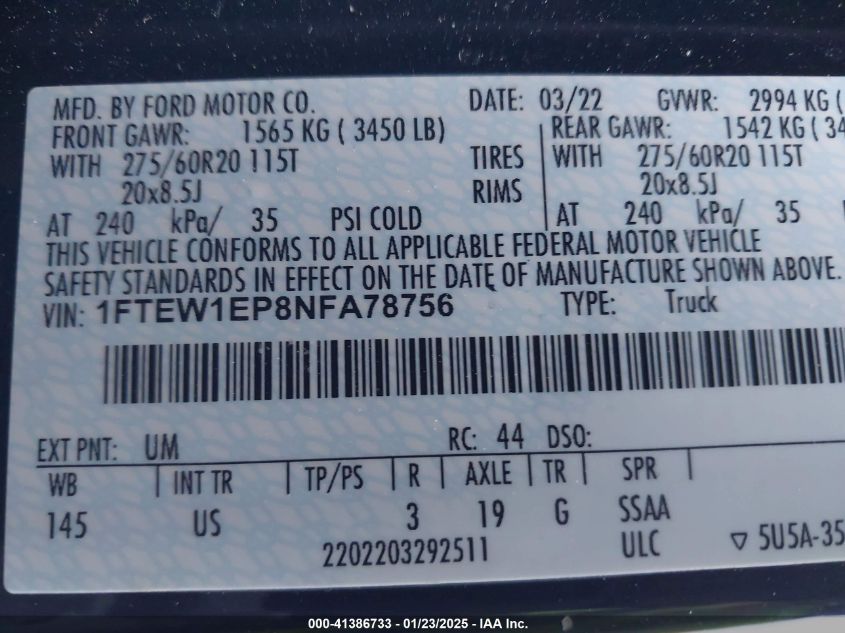 MFD. BY FORD MOTOR CO. DATE: 03/22 GVWR: 2994 KG (
FRONT GAWR: 1565 KG ( 3450 LB) REAR GAWR: 1542 KG ( 34
WITH 275/60R20 115T TIRES WITH 275/60R20 115T
20x8.5J RIMS 20x8.5J
AT 240 kPa/ 35 PSI COLD AT 240 kPa/ 35
THIS VEHICLE CONFORMS TO ALL APPLICABLE FEDERAL MOTOR VEHICLE
SAFETY STANDARDS IN EFFECT ON THE DATE OF MANUFACTURE SHOWN ABOVE.
VIN: 1FTEW1EP8NFA78756 TYPE: Truck
EXT PNT: UM RC: 44 DSO:
WB INT TR TP/PS R AXLE TR SPR
145 US 3 19 G SSAA
2202203292511 ULC ▽ 5U5A-35
000-41386733 - 01/23/2025 - IAA Inc.